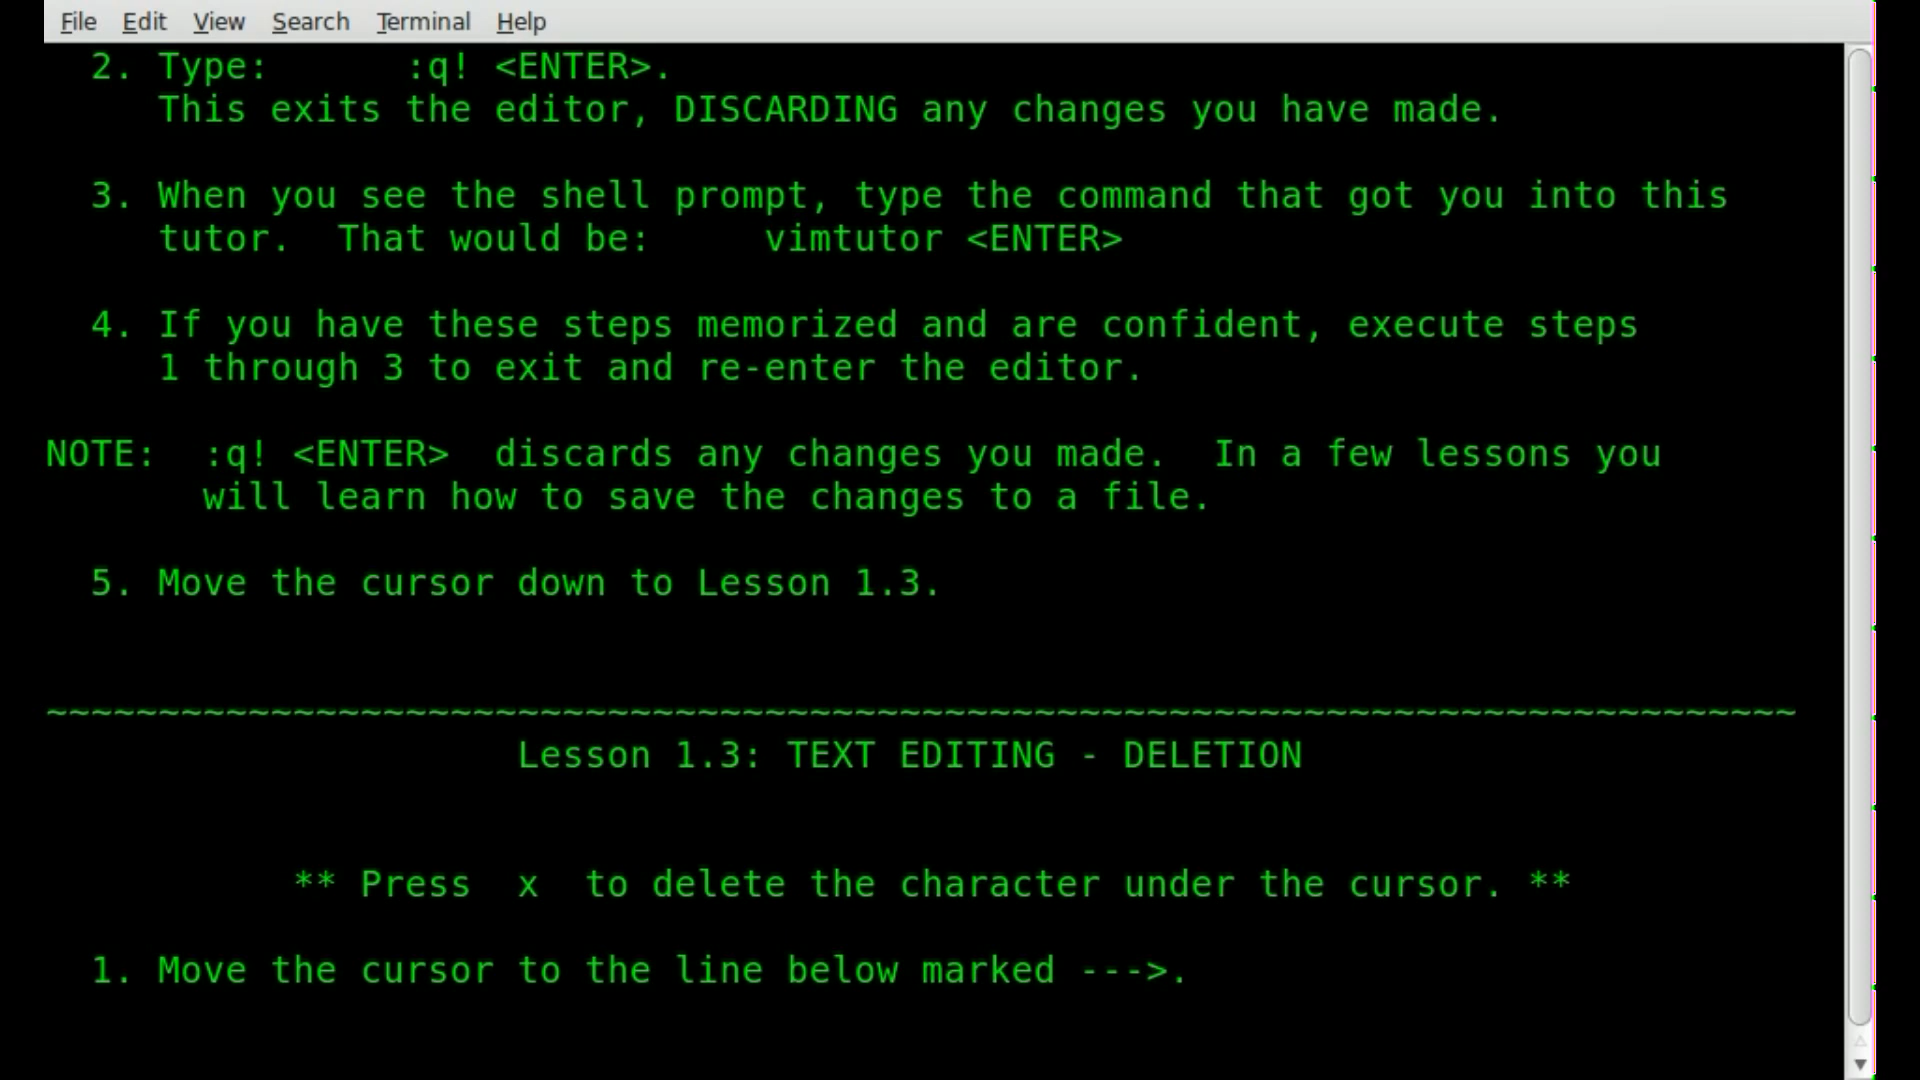 File Edit View Search Terminal Help
2. Type: :q! <ENTER>.
This exits the editor, DISCARDING any changes you have made.
3. When you see the shell prompt, type the command that got you into this
tutor. That would be: vimtutor <ENTER>
4. If you have these steps memorized and are confident, execute steps
1 through 3 to exit and re-enter the editor.
NOTE: :q! <ENTER> discards any changes you made. In a few lessons you
will learn how to save the changes to a file.
5. Move the cursor down to Lesson 1.3.
~~~~~~~~~~~~~~~~~~~~~~~~~~~~~~~~~~~~~~~~~~~~~~~~~~~~~~~~~~~~~~~~~~~~~~~~~~~~~~
Lesson 1.3: TEXT EDITING - DELETION
** Press x to delete the character under the cursor. **
1. Move the cursor to the line below marked --->.